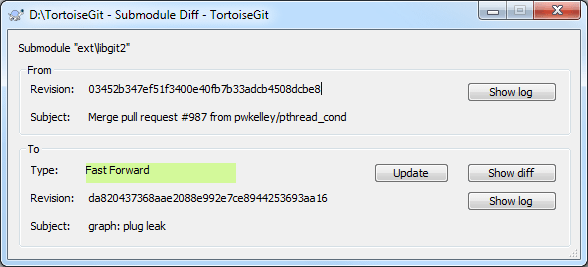 D:\TortoiseGit - Submodule Diff - TortoiseGit
Submodule "ext\libgit2"
From
Revision: 03452b347ef51f3400e40fb7b33adcb4508dcbe8 Show log
Subject: Merge pull request #987 from pwkelley/pthread_cond
To
Type: Fast Forward Update Show diff
Revision: da820437368aae2088e992e7ce8944253693aa16 Show log
Subject: graph: plug leak